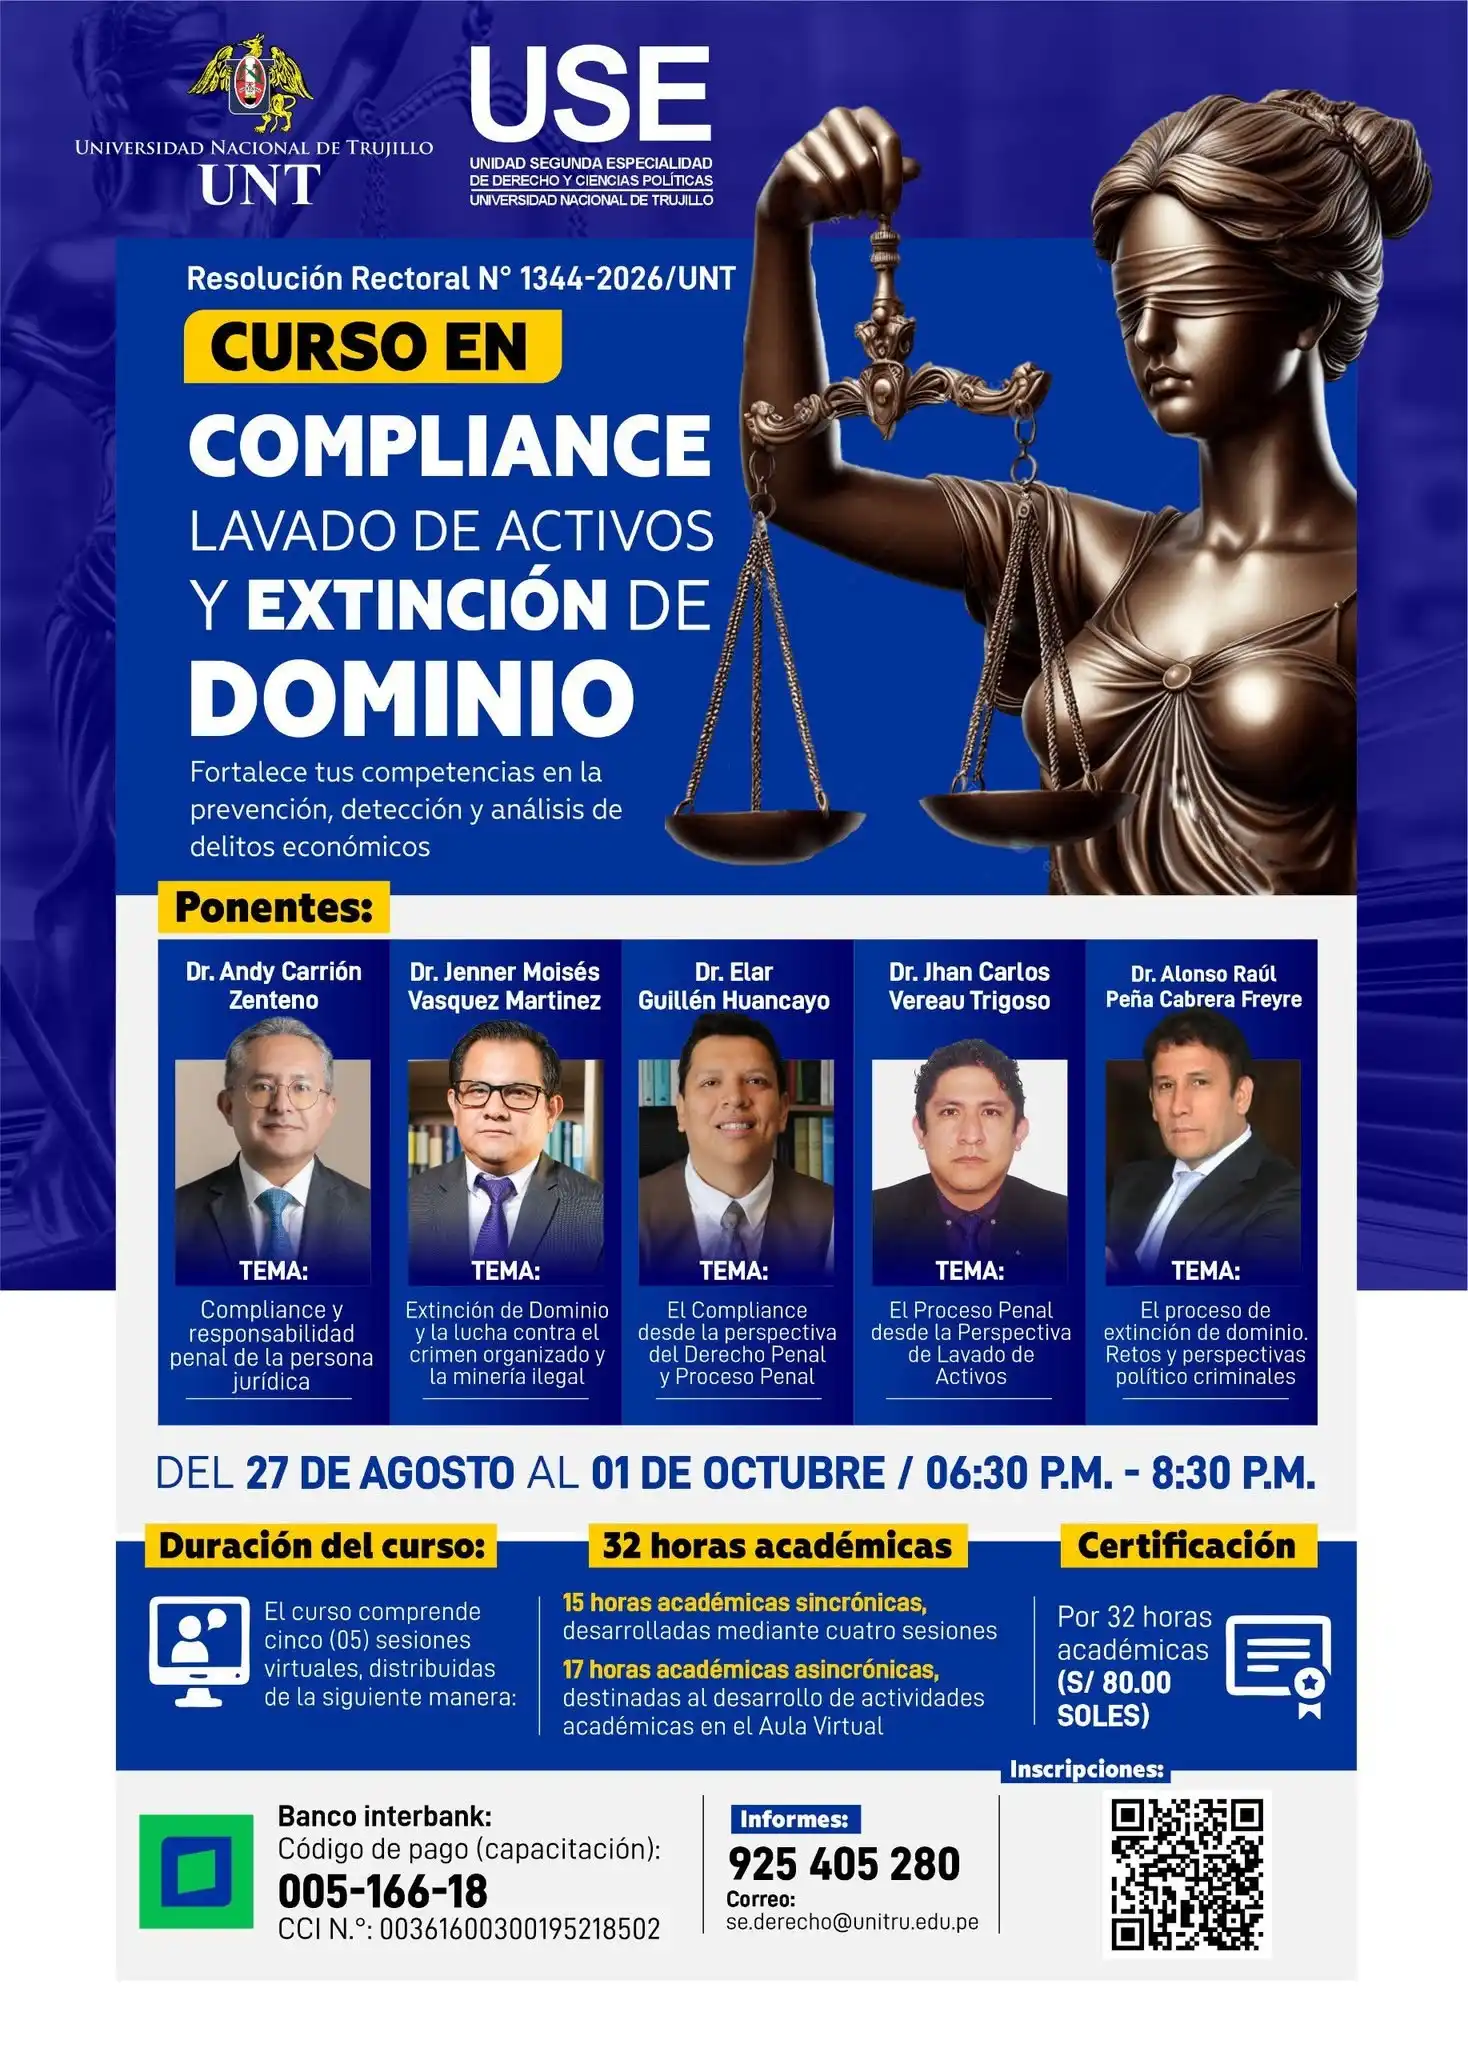 UNIVERSIDAD NACIONAL DE TRUJILLO
UNT
USE
UNIDAD SEGUNDA ESPECIALIDAD
DE DERECHO Y CIENCIAS POLÍTICAS
UNIVERSIDAD NACIONAL DE TRUJILLO
Resolución Rectoral N° 1344-2026/UNT
CURSO EN
COMPLIANCE
LAVADO DE ACTIVOS
Y EXTINCIÓN DE
DOMINIO
Fortalece tus competencias en la
prevención, detección y análisis de
delitos económicos
Ponentes:
Dr. Andy Carrión
Zenteno
TEMA:
Compliance y
responsabilidad
penal de la persona
jurídica
Dr. Jenner Moisés
Vasquez Martinez
TEMA:
Extinción de Dominio
y la lucha contra el
crimen organizado y
la minería ilegal
Dr. Elar
Guillén Huancayo
TEMA:
El Compliance
desde la perspectiva
del Derecho Penal
y Proceso Penal
Dr. Jhan Carlos
Vereau Trigoso
TEMA:
El Proceso Penal
desde la Perspectiva
de Lavado de
Activos
Dr. Alonso Raúl
Peña Cabrera Freyre
TEMA:
El proceso de
extinción de dominio.
Retos y perspectivas
político criminales
DEL 27 DE AGOSTO AL 01 DE OCTUBRE / 06:30 P.M. - 8:30 P.M.
Duración del curso:
El curso comprende
cinco (05) sesiones
virtuales, distribuidas
de la siguiente manera:
32 horas académicas
15 horas académicas sincrónicas,
desarrolladas mediante cuatro sesiones
17 horas académicas asincrónicas,
destinadas al desarrollo de actividades
académicas en el Aula Virtual
Certificación
Por 32 horas
académicas
(S/ 80.00
SOLES)
Banco interbank:
Código de pago (capacitación):
005-166-18
CCI N.°: 00361600300195218502
Informes:
925 405 280
Correo:
se.derecho@unitru.edu.pe
Inscripciones: